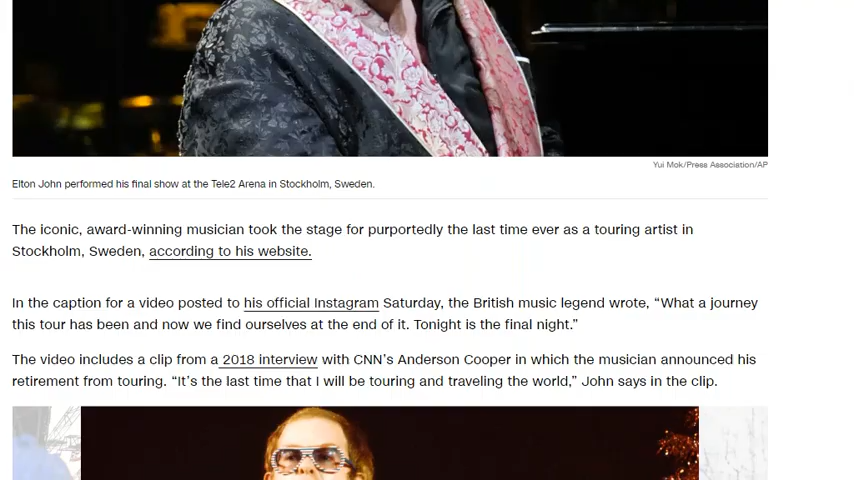 Yui Mok/Press Association/AP
Elton John performed his final show at the Tele2 Arena in Stockholm, Sweden.
The iconic, award-winning musician took the stage for purportedly the last time ever as a touring artist in
Stockholm, Sweden, according to his website.
In the caption for a video posted to his official Instagram Saturday, the British music legend wrote, “What a journey
this tour has been and now we find ourselves at the end of it. Tonight is the final night.”
The video includes a clip from a 2018 interview with CNN’s Anderson Cooper in which the musician announced his
retirement from touring. “It’s the last time that I will be touring and traveling the world,” John says in the clip.